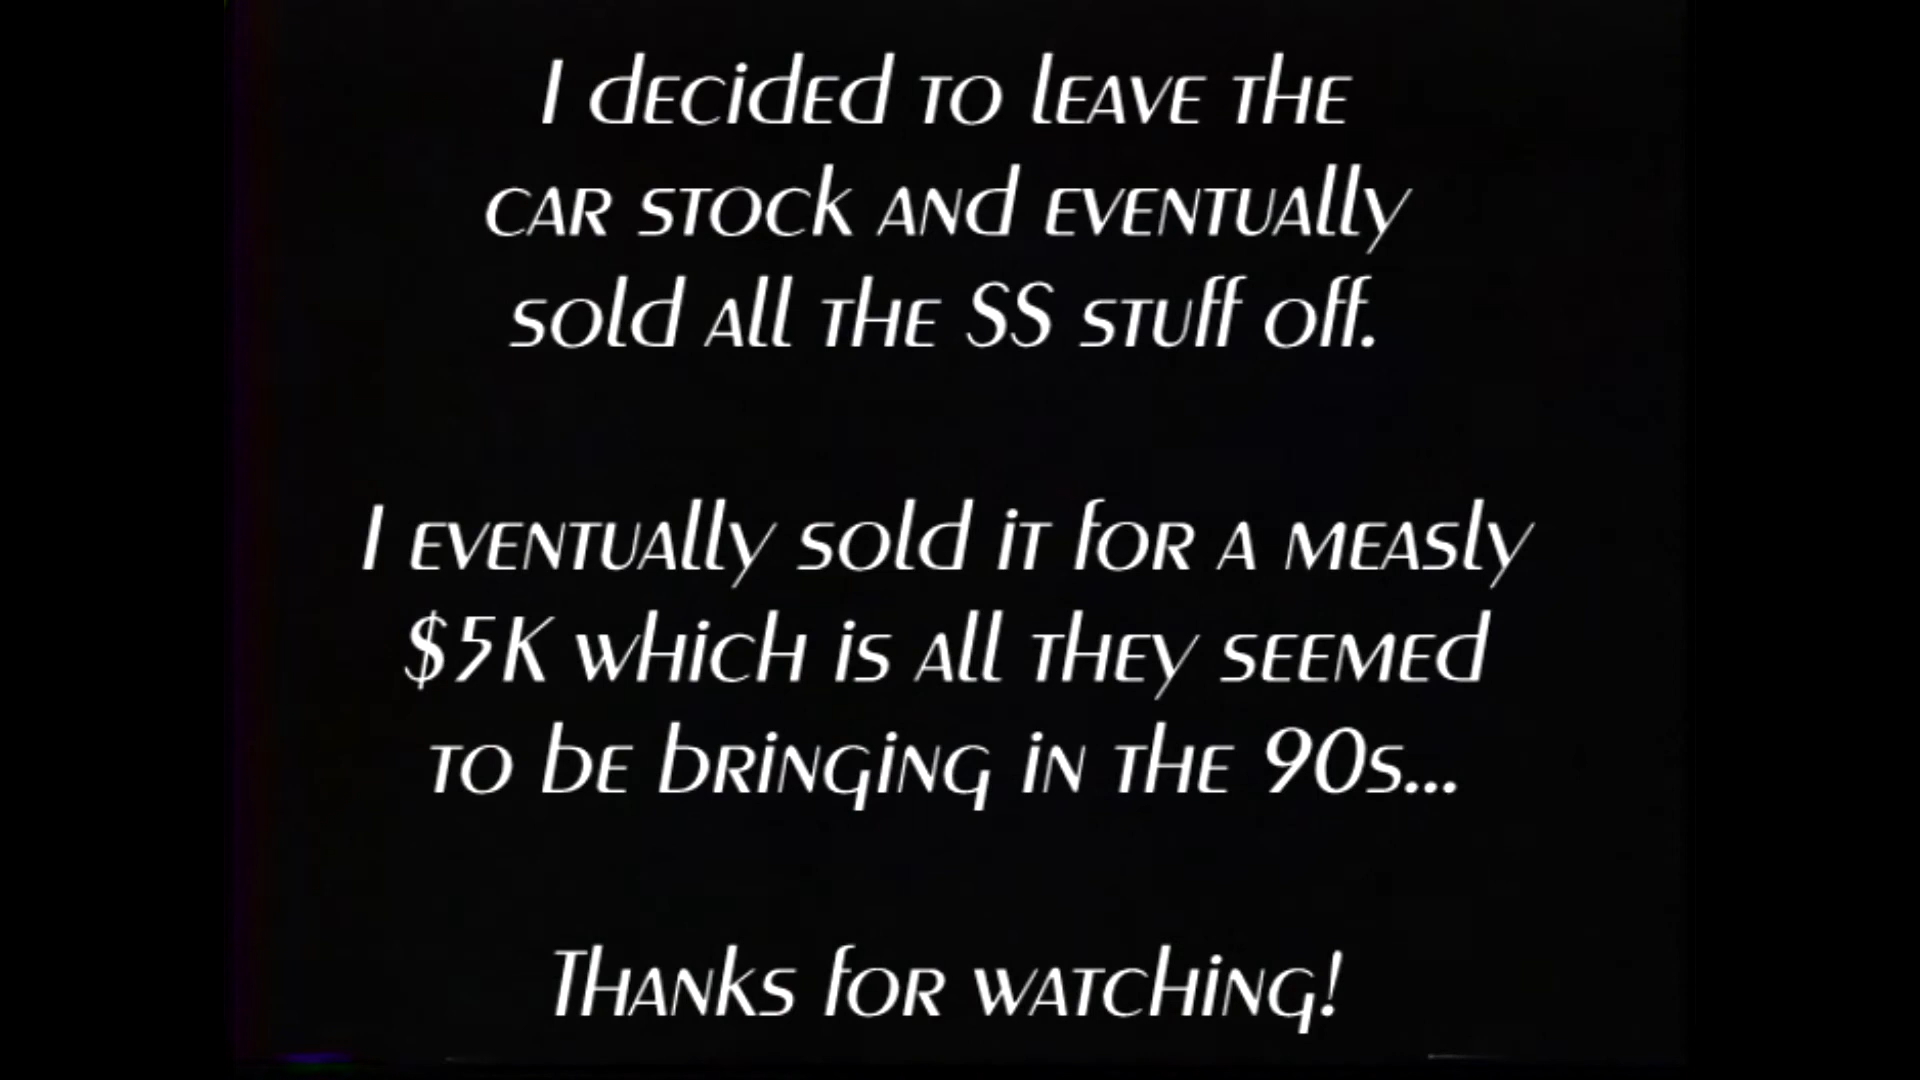 I decided to leave the
car stock and eventually
sold all the SS stuff off.
I eventually sold it for a measly
$5K which is all they seemed
to be bringing in the 90s...
Thanks for watching!